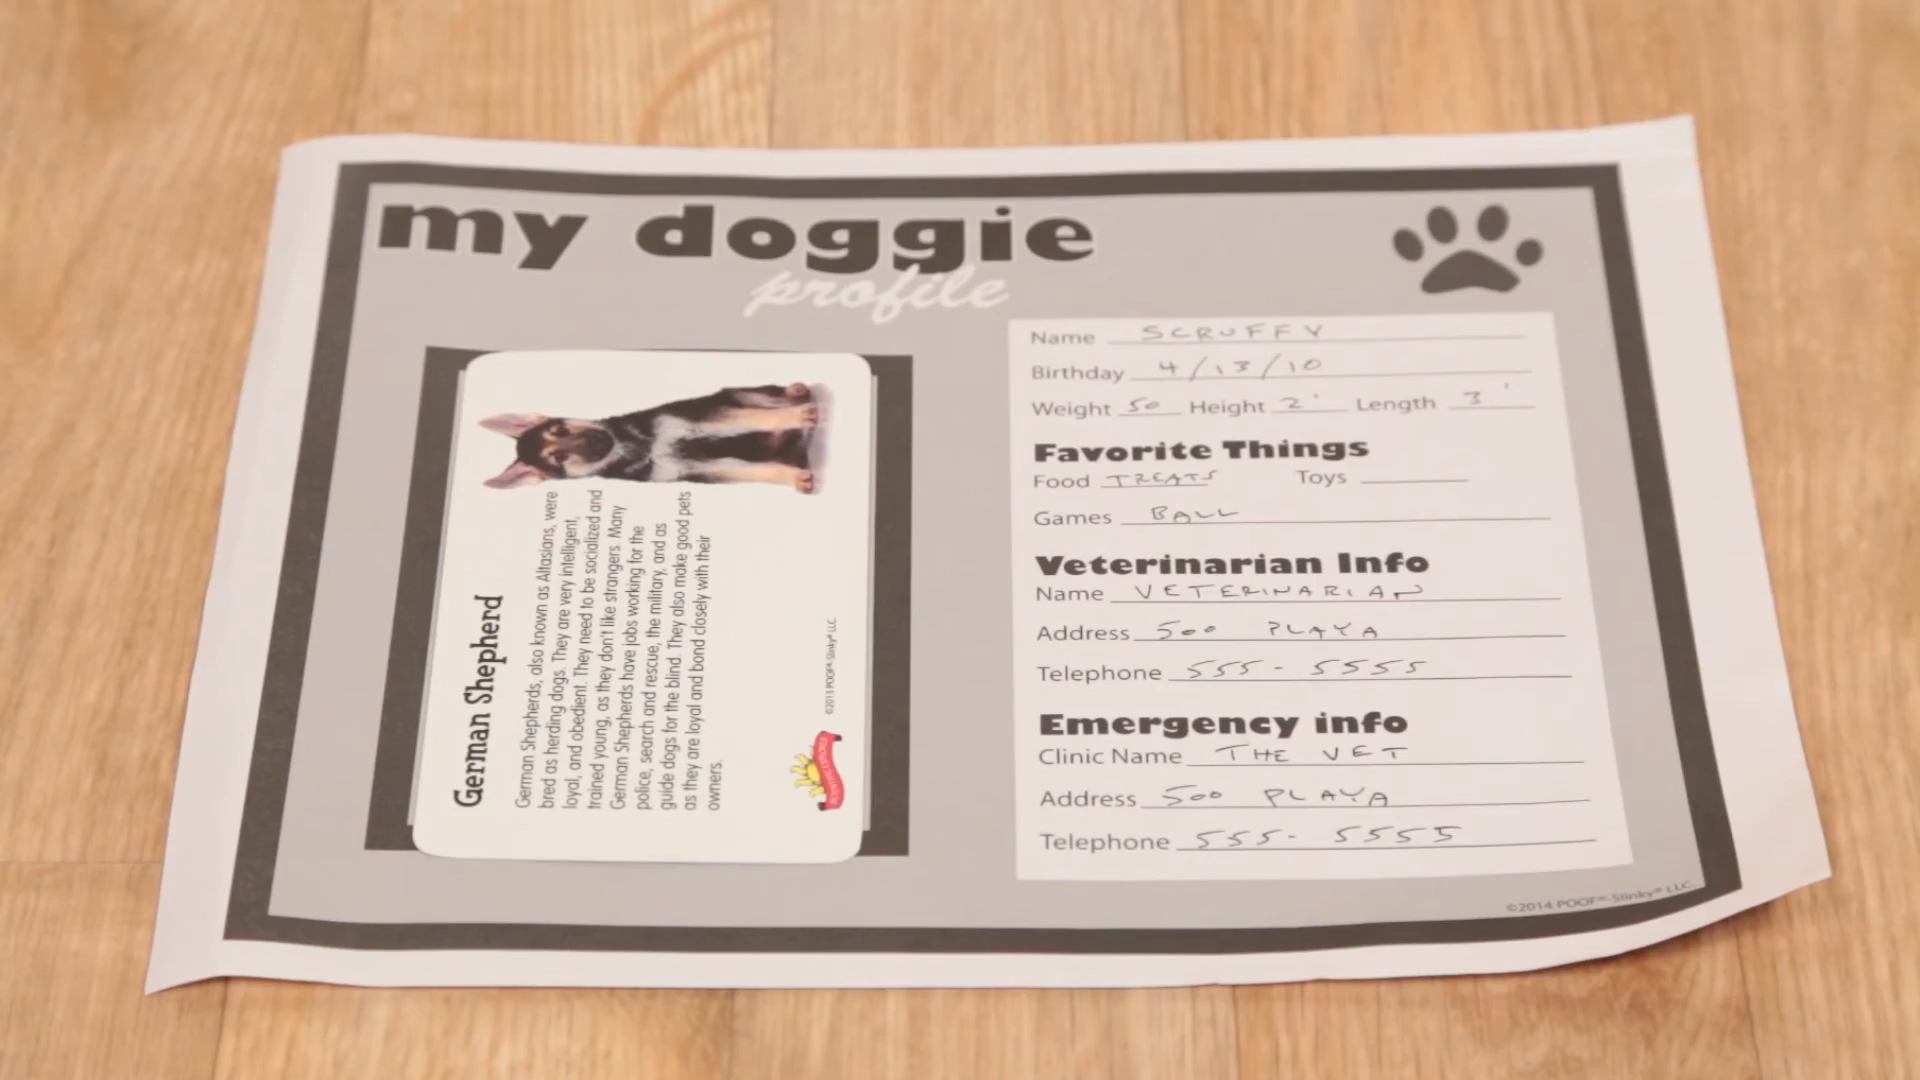 my doggie
profile
German Shepherd
German Shepherds, also known as Altasians, were
bred as herding dogs. They are very intelligent,
loyal, and obedient. They need to be socialized and
trained young, as they don't like strangers. Many
German Shepherds have jobs working for the
police, search and rescue, the military, and as
guide dogs for the blind. They also make good pets
as they are loyal and bond closely with their
owners.
SCIENTIFIC EXPLORER
©2013 POOF®-Slinky® LLC
Name SCRUFFY
Birthday 4/13/10
Weight 50 Height 2' Length 3'
Favorite Things
Food TREATS Toys
Games BALL
Veterinarian Info
Name VETERINARIAN
Address 500 PLAYA
Telephone 555-5555
Emergency info
Clinic Name THE VET
Address 500 PLAYA
Telephone 555-5555
©2014 POOF®-Slinky® LLC.